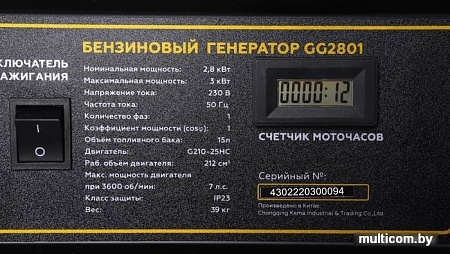 БЕНЗИНОВЫЙ ГЕНЕРАТОР GG2801
КЛЮЧАТЕЛЬ
АЖИГАНИЯ
Номинальная мощность: 2,8 кВт
Максимальная мощность: 3 кВт
Напряжение тока: 230 В
Частота тока: 50 Гц
Количество фаз: 1
Коэффициент мощности (cosφ): 1
Объём топливного бака: 15л
Двигатель: G210-25HC
Раб. объём двигателя: 212 см³
Макс. мощность двигателя
при 3600 об/мин: 7 л.с.
Класс защиты: IP23
Вес: 39 кг
0000:12
СЧЕТЧИК МОТОЧАСОВ
Серийный №:
4302220300094
Произведено в Китае
Chongqing Kema Industrial & Trading Co.,Ltd.
multicom.by